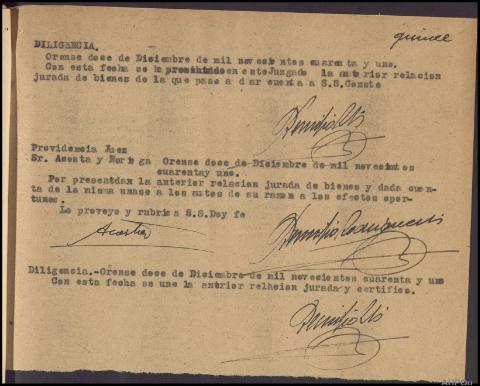 quince
DILIGENCIA.
Orense doce de Diciembre de mil novecientos cuarenta y uno.
Con esta fecha se ha presentado en este Juzgado la anterior relacion
jurada de bienes de la que paso a dar cuenta a S.S. Conste
Providencia Juez
Sr. Acosta y Noriega Orense doce de Diciembre de mil novecientos
cuarentay uno.
Por presentdax la anterior relacion jurada de bienes y dada cuen-
ta de la misma unase a los autos de su razon a los efectos opor-
tunos.
Lo proveyo y rubrica S.S. Doy fe
Acosta
Diligencia.-Orense doce de Diciembre de mil novecientos cuarenta y uno
Con esta fecha se une la anterior relacion jurada y certifico.